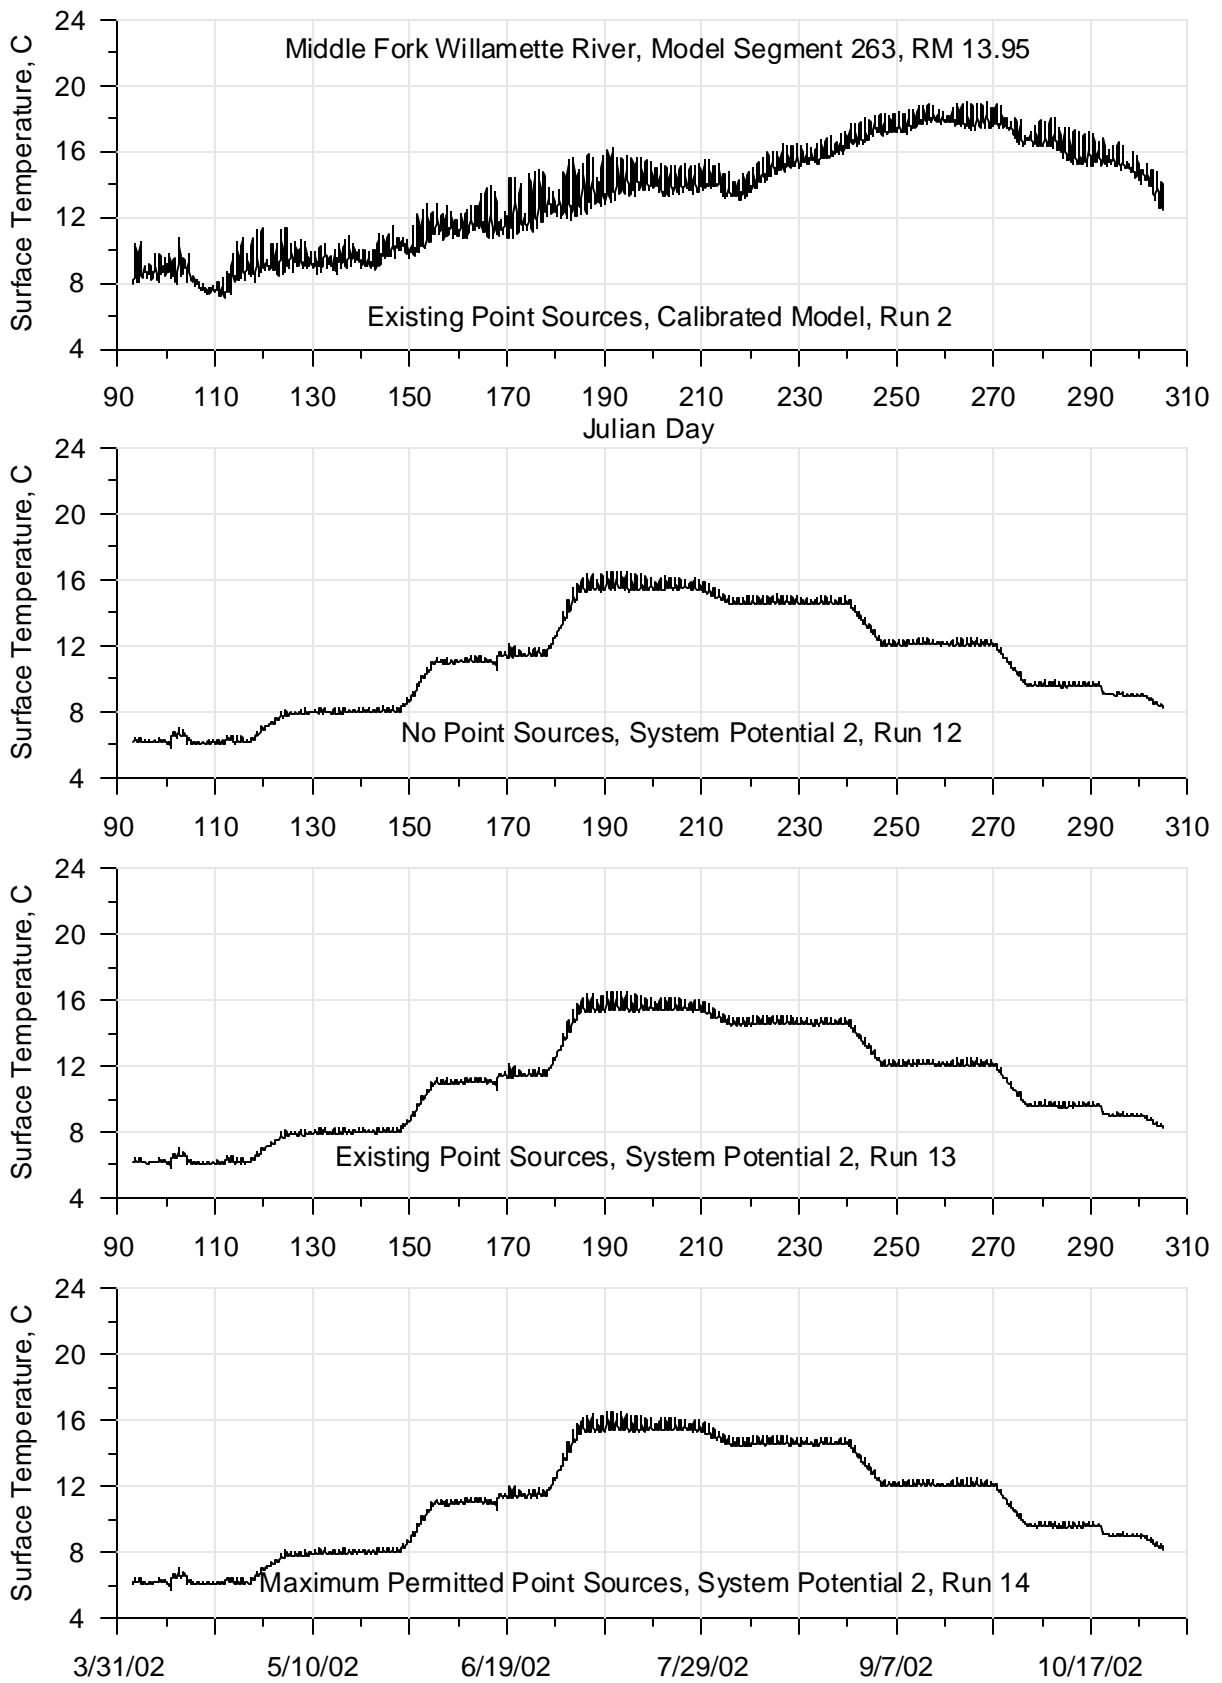 24
Middle Fork Willamette River, Model Segment 263, RM 13.95
20
16
12
8
4
Surface Temperature, C
Existing Point Sources, Calibrated Model, Run 2
90 110 130 150 170 190 210 230 250 270 290 310
Julian Day
24
20
16
12
8
4
Surface Temperature, C
No Point Sources, System Potential 2, Run 12
90 110 130 150 170 190 210 230 250 270 290 310
24
20
16
12
8
4
Surface Temperature, C
Existing Point Sources, System Potential 2, Run 13
90 110 130 150 170 190 210 230 250 270 290 310
24
20
16
12
8
4
Surface Temperature, C
Maximum Permitted Point Sources, System Potential 2, Run 14
3/31/02 5/10/02 6/19/02 7/29/02 9/7/02 10/17/02